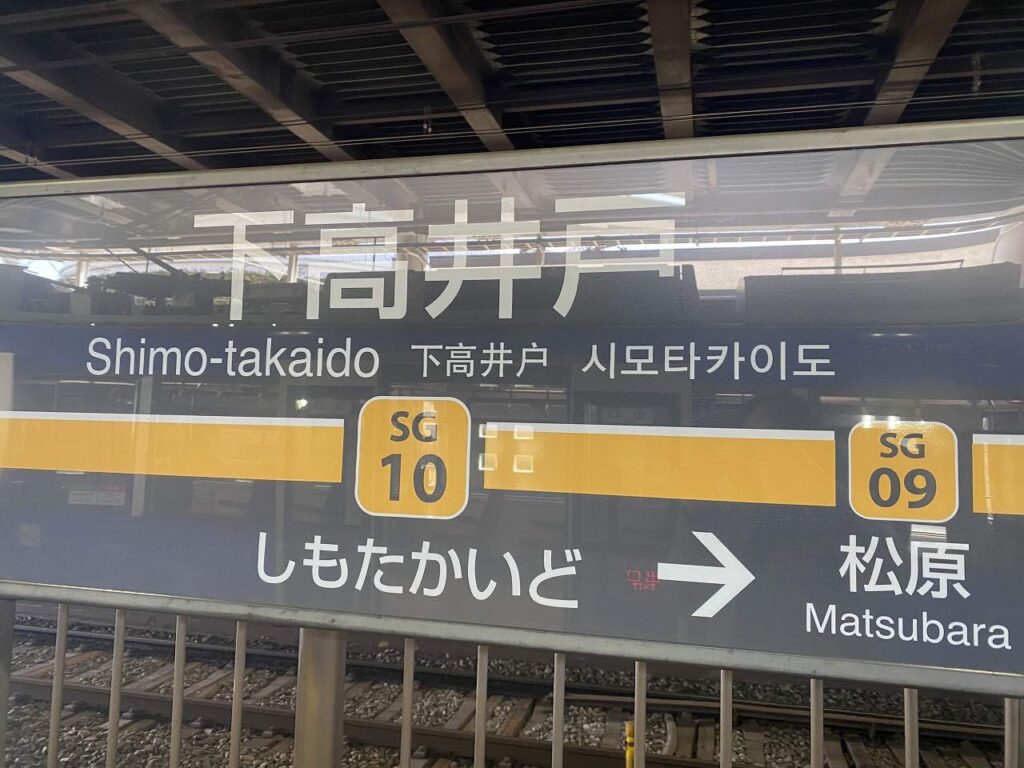 下高井戸
Shimo-takaido 下高井户 시모타카이도
SG
10
SG
09
しもたかいど → 松原
Matsubara